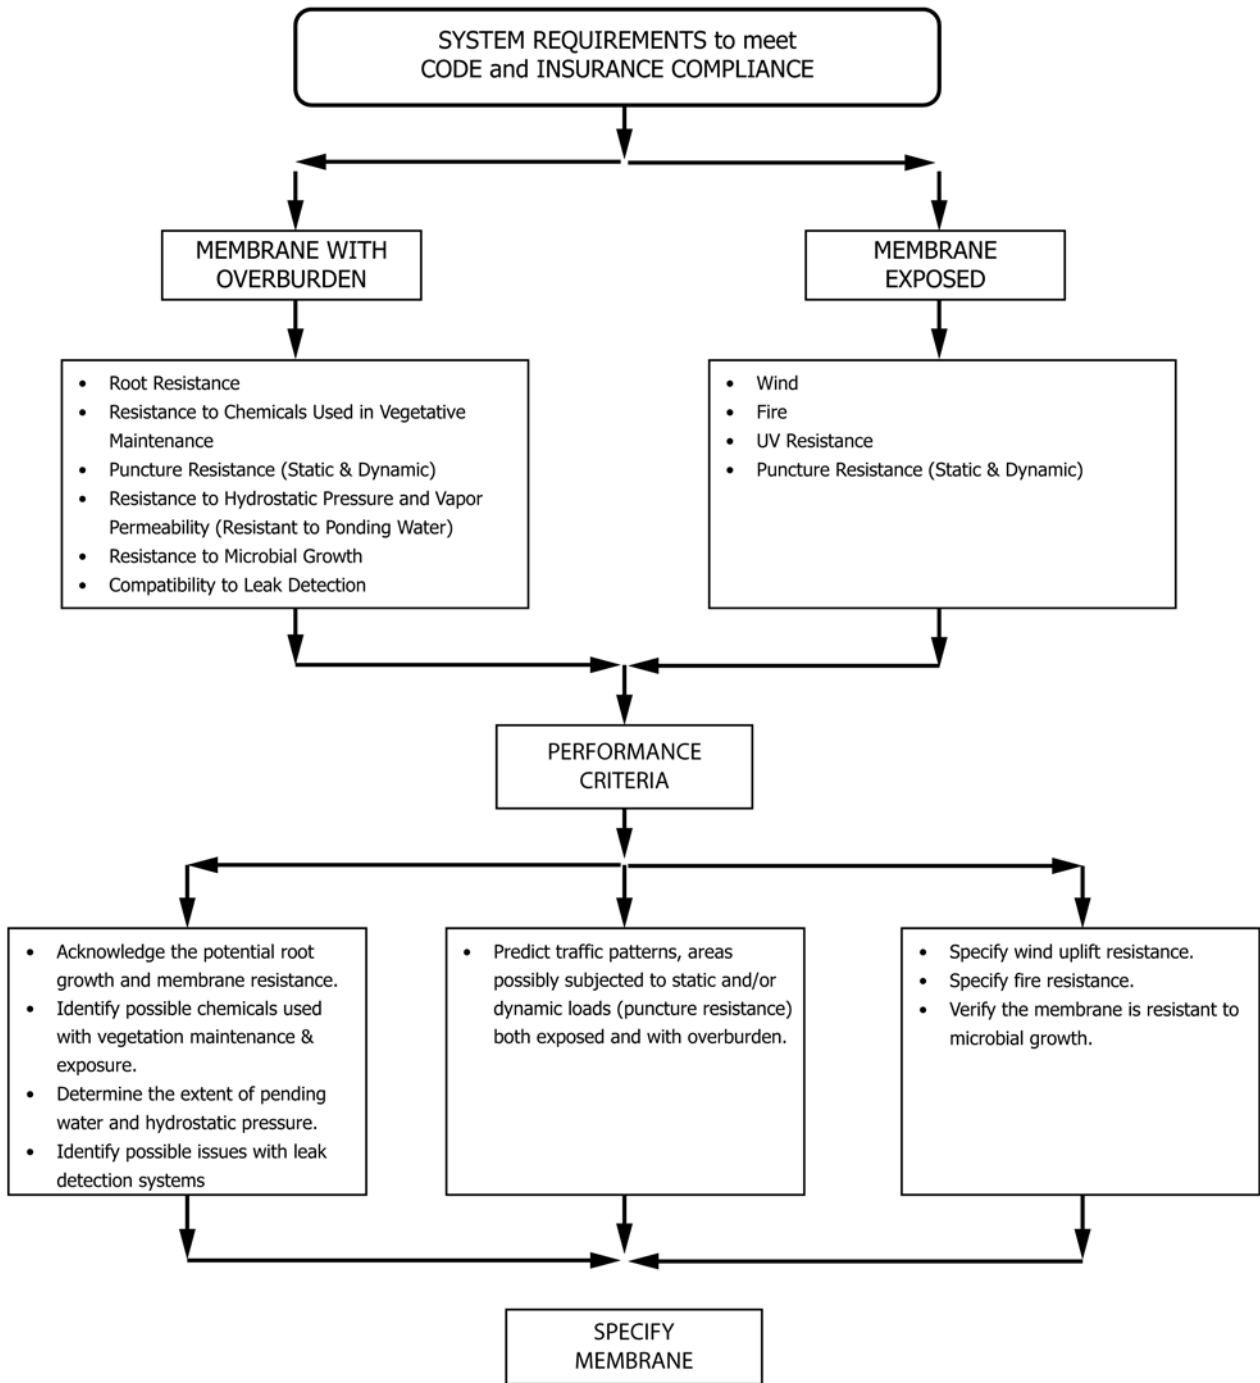 SYSTEM REQUIREMENTS to meet
CODE and INSURANCE COMPLIANCE
MEMBRANE WITH
OVERBURDEN
MEMBRANE
EXPOSED
• Root Resistance
• Resistance to Chemicals Used in Vegetative
Maintenance
• Puncture Resistance (Static & Dynamic)
• Resistance to Hydrostatic Pressure and Vapor
Permeability (Resistant to Ponding Water)
• Resistance to Microbial Growth
• Compatibility to Leak Detection
• Wind
• Fire
• UV Resistance
• Puncture Resistance (Static & Dynamic)
PERFORMANCE
CRITERIA
• Acknowledge the potential root
growth and membrane resistance.
• Identify possible chemicals used
with vegetation maintenance &
exposure.
• Determine the extent of pending
water and hydrostatic pressure.
• Identify possible issues with leak
detection systems
• Predict traffic patterns, areas
possibly subjected to static and/or
dynamic loads (puncture resistance)
both exposed and with overburden.
• Specify wind uplift resistance.
• Specify fire resistance.
• Verify the membrane is resistant to
microbial growth.
SPECIFY
MEMBRANE